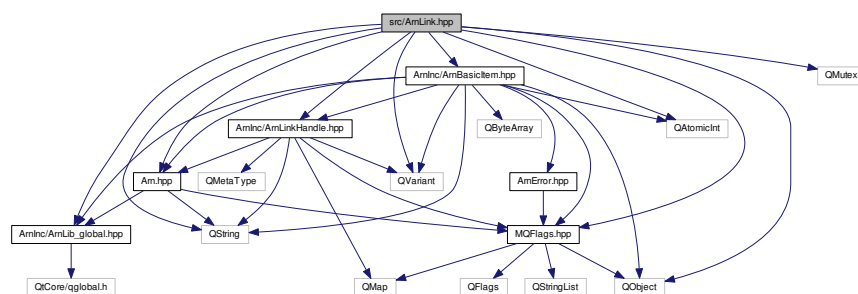 src/ArnLink.hpp
ArnInc/ArnBasicItem.hpp
QMutex
ArnInc/ArnLinkHandle.hpp
QByteArray
QAtomicInt
Arn.hpp
QMetaType
QVariant
ArnError.hpp
ArnInc/ArnLib_global.hpp
QString
MQFlags.hpp
QtCore/qglobal.h
QMap
QFlags
QStringList
QObject